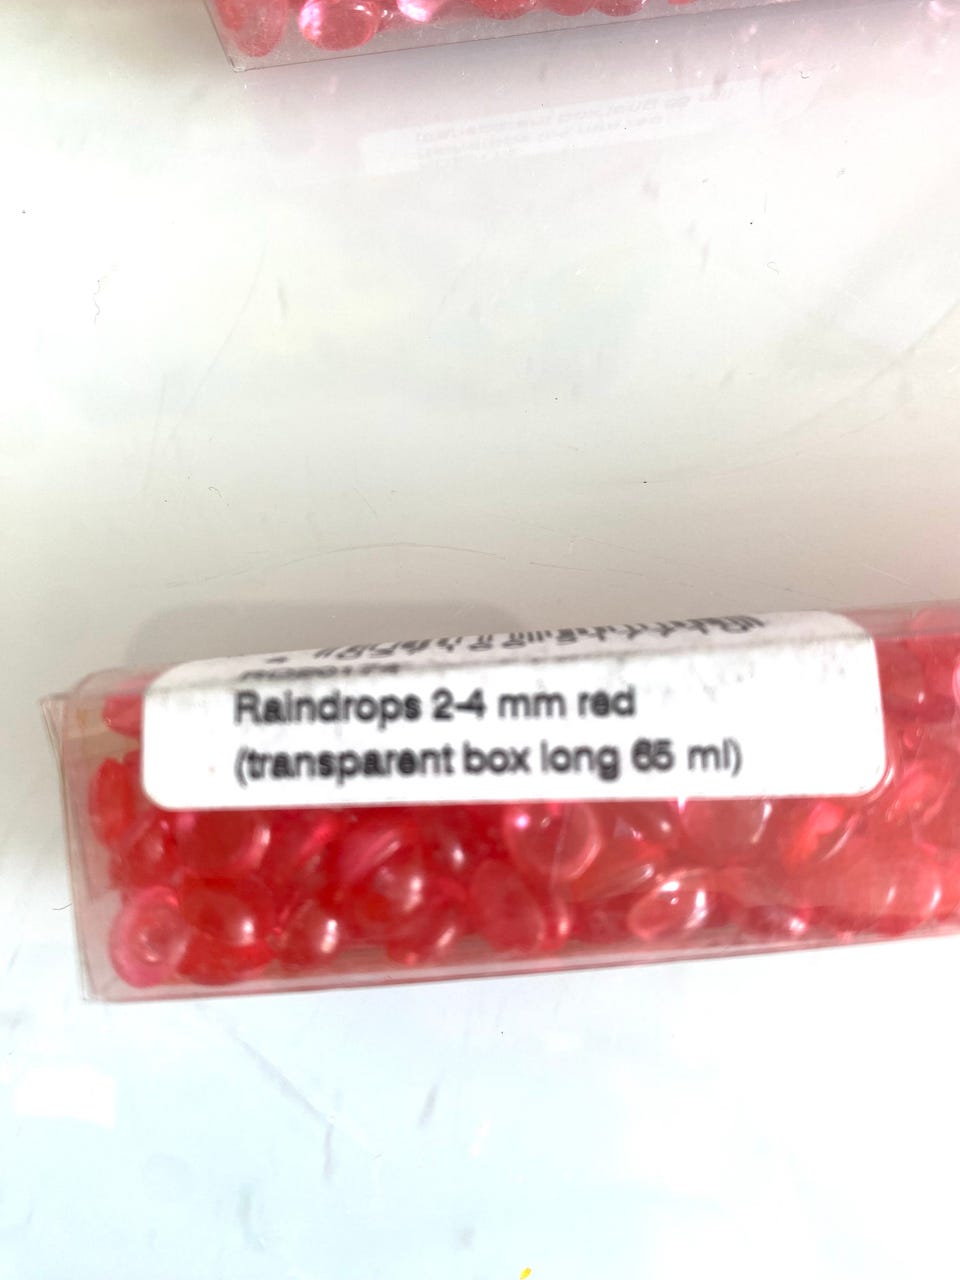 Raindrops 2-4 mm red
(transparent box long 65 ml)